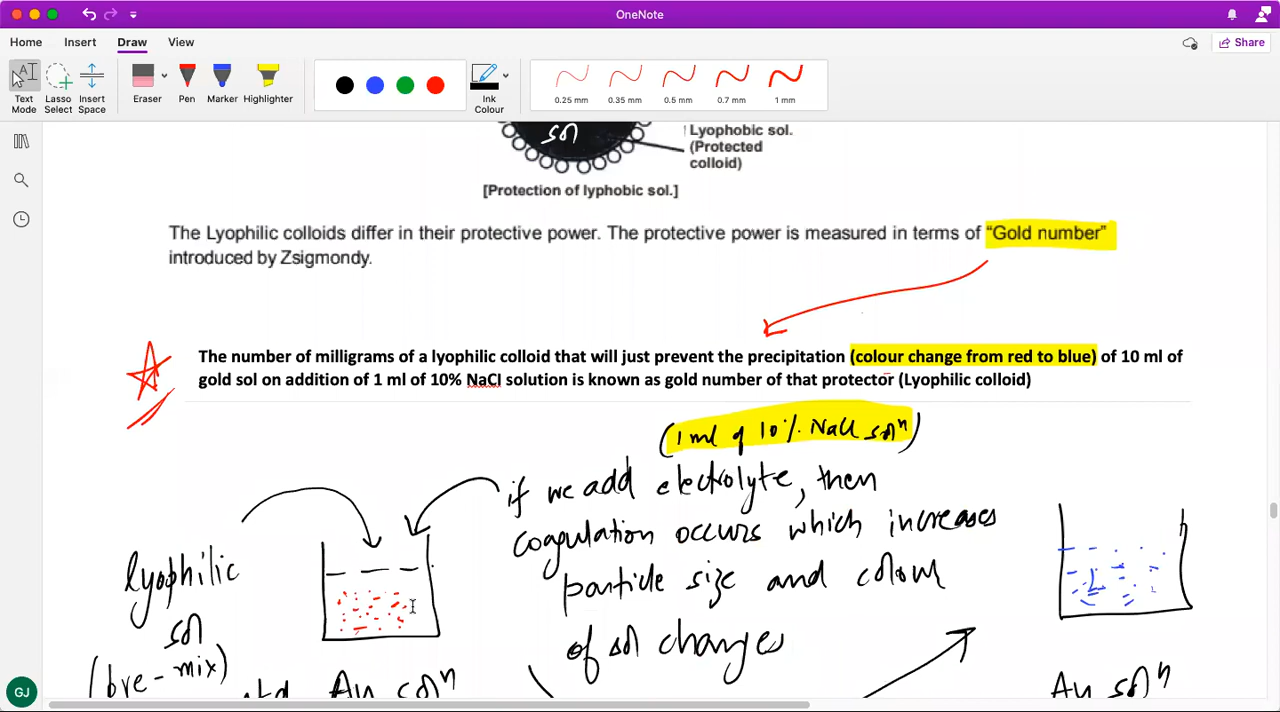 OneNote
Home Insert Draw View
Share
Text Mode
Lasso Select
Insert Space
Eraser
Pen
Marker
Highlighter
Ink Colour
0.25 mm
0.35 mm
0.5 mm
0.7 mm
1 mm
sol
Lyophobic sol.
(Protected
colloid)
[Protection of lyphobic sol.]
The Lyophilic colloids differ in their protective power. The protective power is measured in terms of “Gold number”
introduced by Zsigmondy.
The number of milligrams of a lyophilic colloid that will just prevent the precipitation (colour change from red to blue) of 10 ml of
gold sol on addition of 1 ml of 10% NaCl solution is known as gold number of that protector (Lyophilic colloid)
(1 ml of 10% NaCl solⁿ)
if we add electrolyte, then
coagulation occurs which increases
particle size and colour
of sol changes
lyophilic
sol
(pre-mix)
Au solⁿ
Au solⁿ
GJ